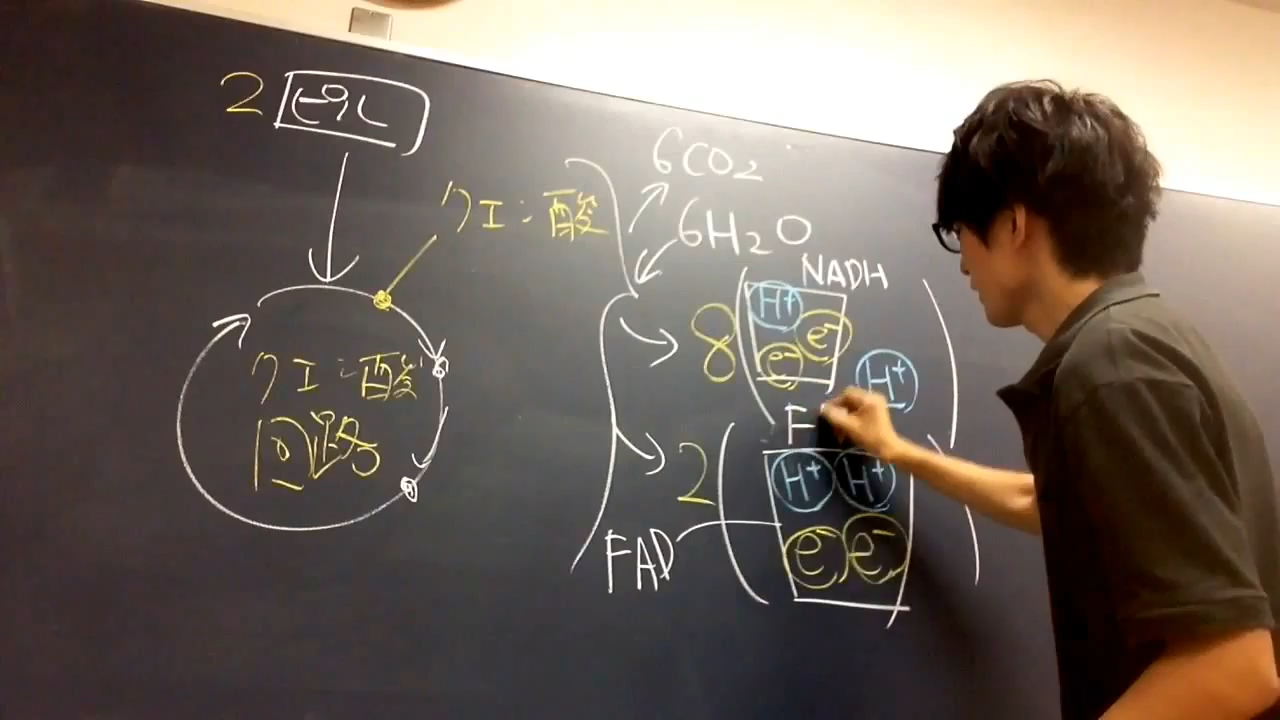 2 ピルビ
クエン酸
クエン酸
回路
6CO2
6H2O
NADH
8
H+
e-
e-
H+
F
2
H+ H+
e- e-
FAD